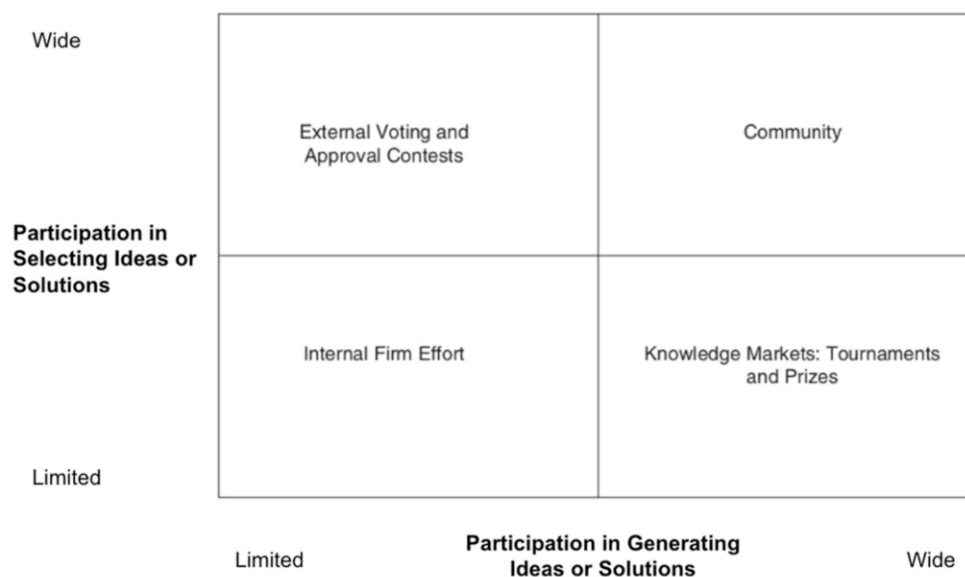 Wide
External Voting and
Approval Contests
Community
Participation in
Selecting Ideas or
Solutions
Internal Firm Effort
Knowledge Markets: Tournaments
and Prizes
Limited
Limited
Participation in Generating
Ideas or Solutions
Wide